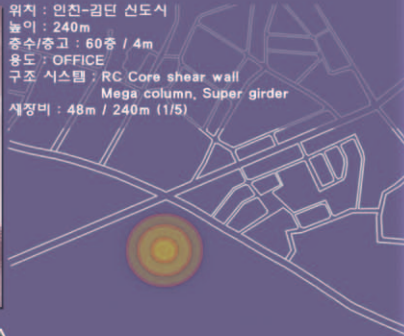 위치 : 인천-김단 신도시
높이 : 240m
층수/층고 : 60층 / 4m
용도 : OFFICE
구조 시스템 : RC Core shear wall
Mega column, Super girder
세장비 : 48m / 240m (1/5)